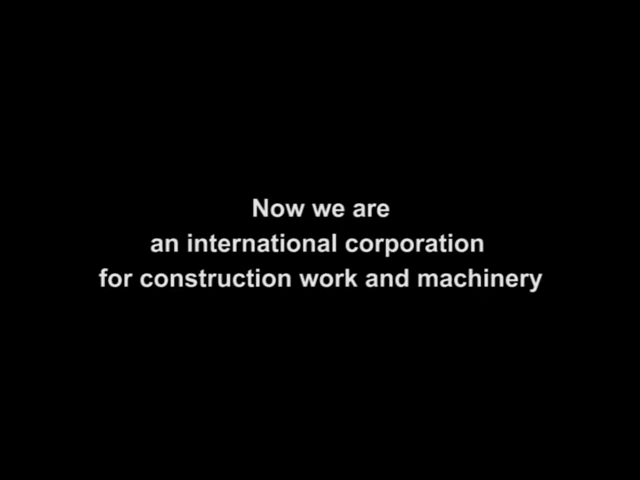 Now we are
an international corporation
for construction work and machinery